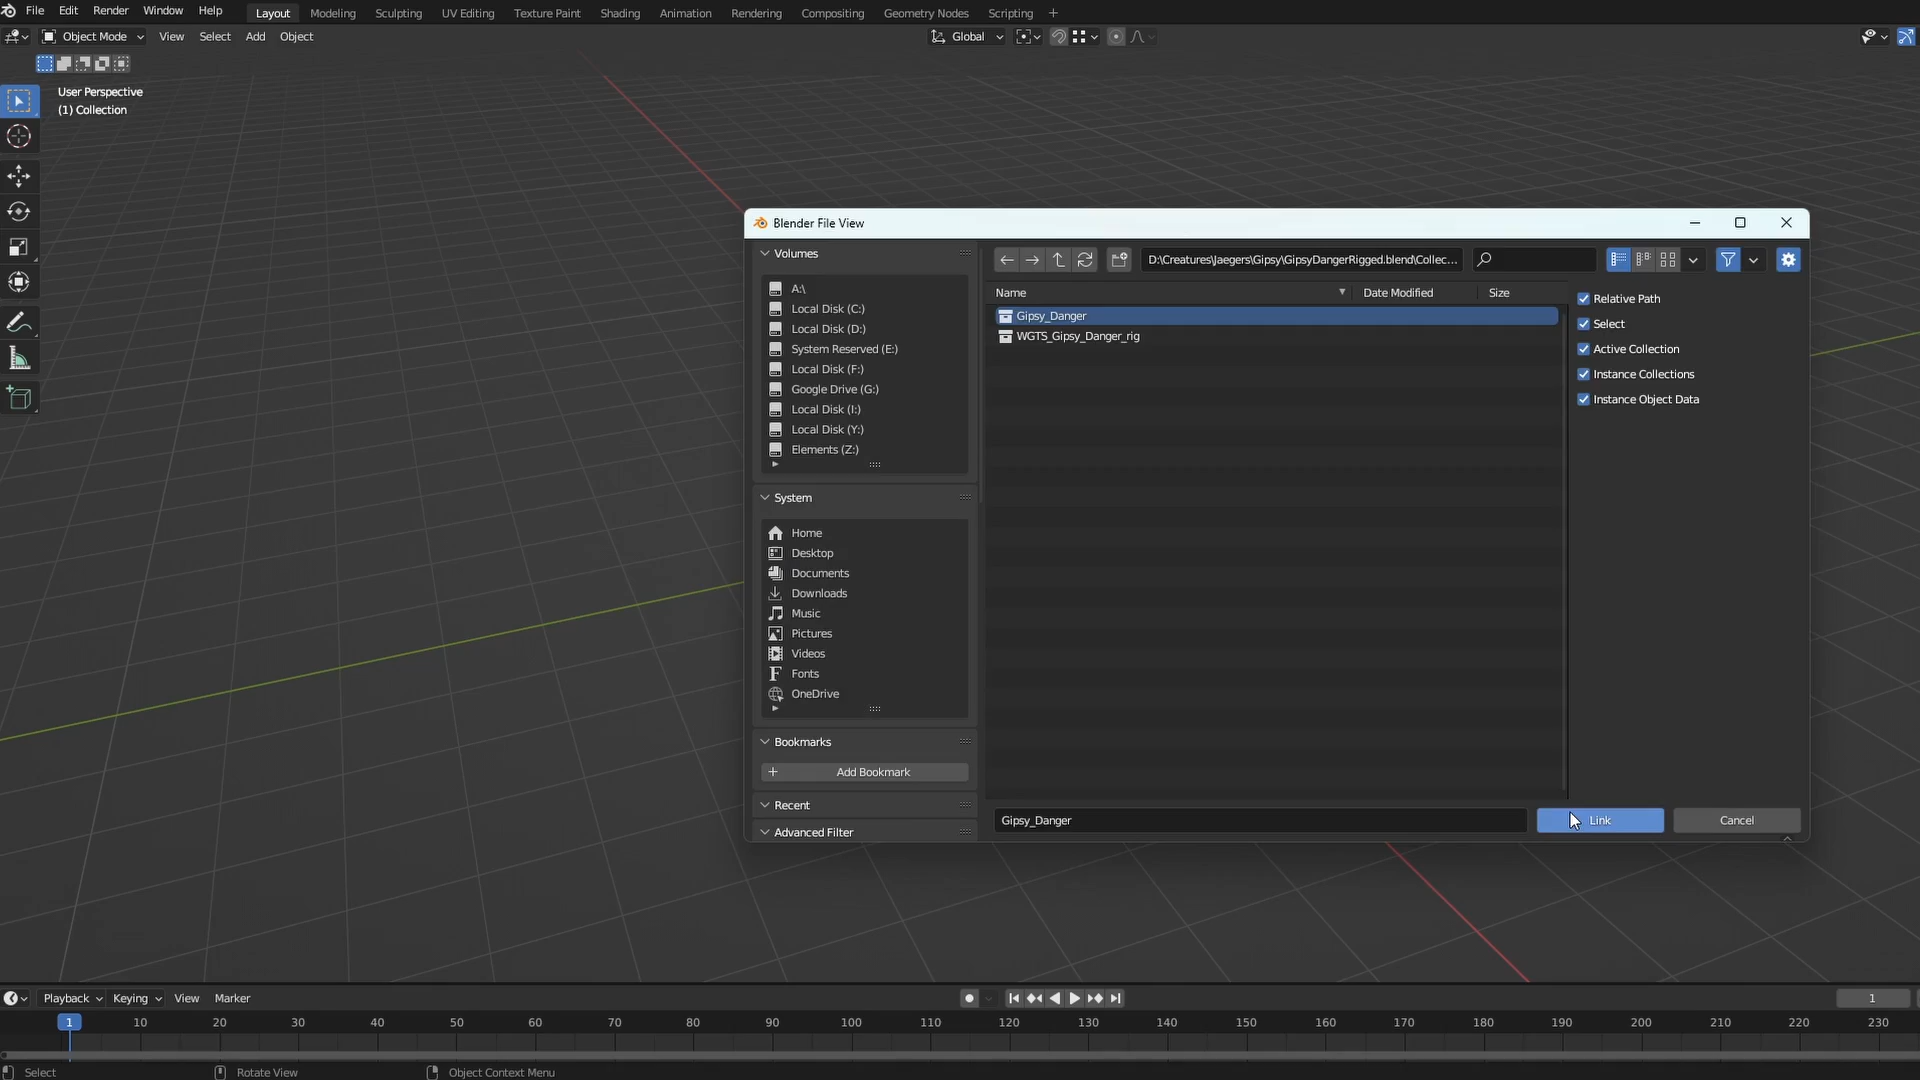 File Edit Render Window Help Layout Modeling Sculpting UV Editing Texture Paint Shading Animation Rendering Compositing Geometry Nodes Scripting +
Object Mode View Select Add Object Global
User Perspective
(1) Collection
Blender File View
Volumes
A:\
Local Disk (C:)
Local Disk (D:)
System Reserved (E:)
Local Disk (F:)
Google Drive (G:)
Local Disk (I:)
Local Disk (Y:)
Elements (Z:)
System
Home
Desktop
Documents
Downloads
Music
Pictures
Videos
Fonts
OneDrive
Bookmarks
Add Bookmark
Recent
Advanced Filter
D:\Creatures\Jaegers\Gipsy\GipsyDangerRigged.blend\Collec...
Name Date Modified Size
Gipsy_Danger
WGTS_Gipsy_Danger_rig
Relative Path
Select
Active Collection
Instance Collections
Instance Object Data
Gipsy_Danger Link Cancel
Playback Keying View Marker 1
1 10 20 30 40 50 60 70 80 90 100 110 120 130 140 150 160 170 180 190 200 210 220 230
Select Rotate View Object Context Menu